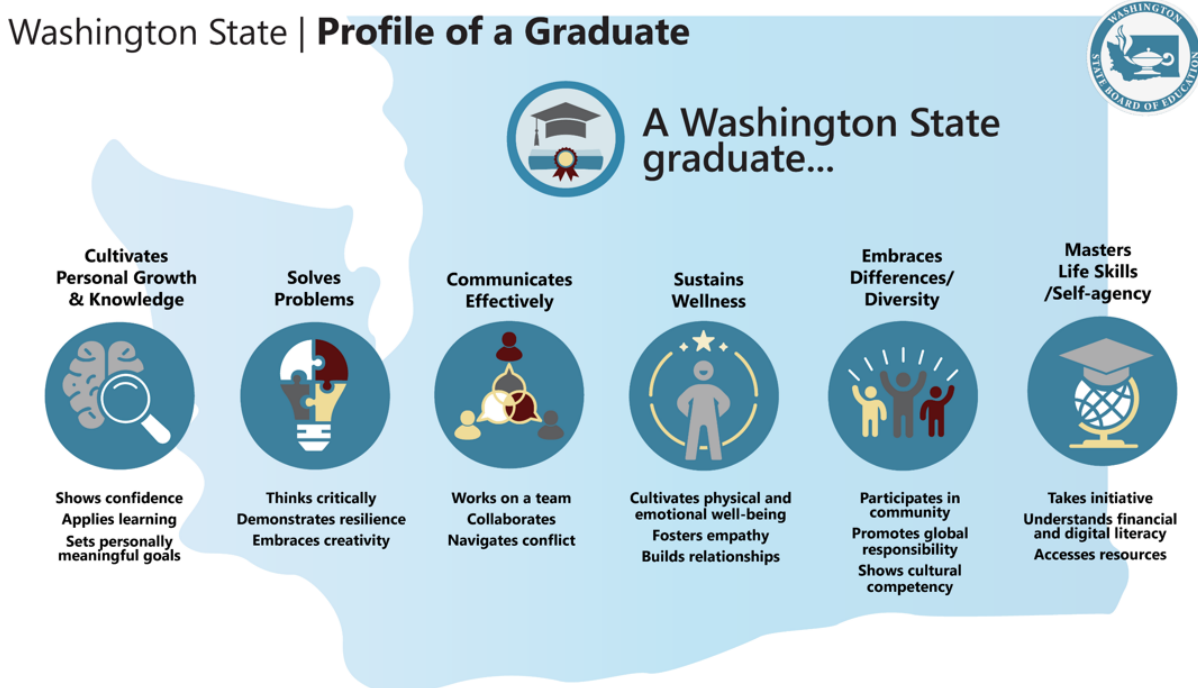 Washington State | Profile of a Graduate
WASHINGTON
STATE BOARD OF EDUCATION
A Washington State
graduate...
Cultivates
Personal Growth
& Knowledge
Shows confidence
Applies learning
Sets personally
meaningful goals
Solves
Problems
Thinks critically
Demonstrates resilience
Embraces creativity
Communicates
Effectively
Works on a team
Collaborates
Navigates conflict
Sustains
Wellness
Cultivates physical and
emotional well-being
Fosters empathy
Builds relationships
Embraces
Differences/
Diversity
Participates in
community
Promotes global
responsibility
Shows cultural
competency
Masters
Life Skills
/Self-agency
Takes initiative
Understands financial
and digital literacy
Accesses resources